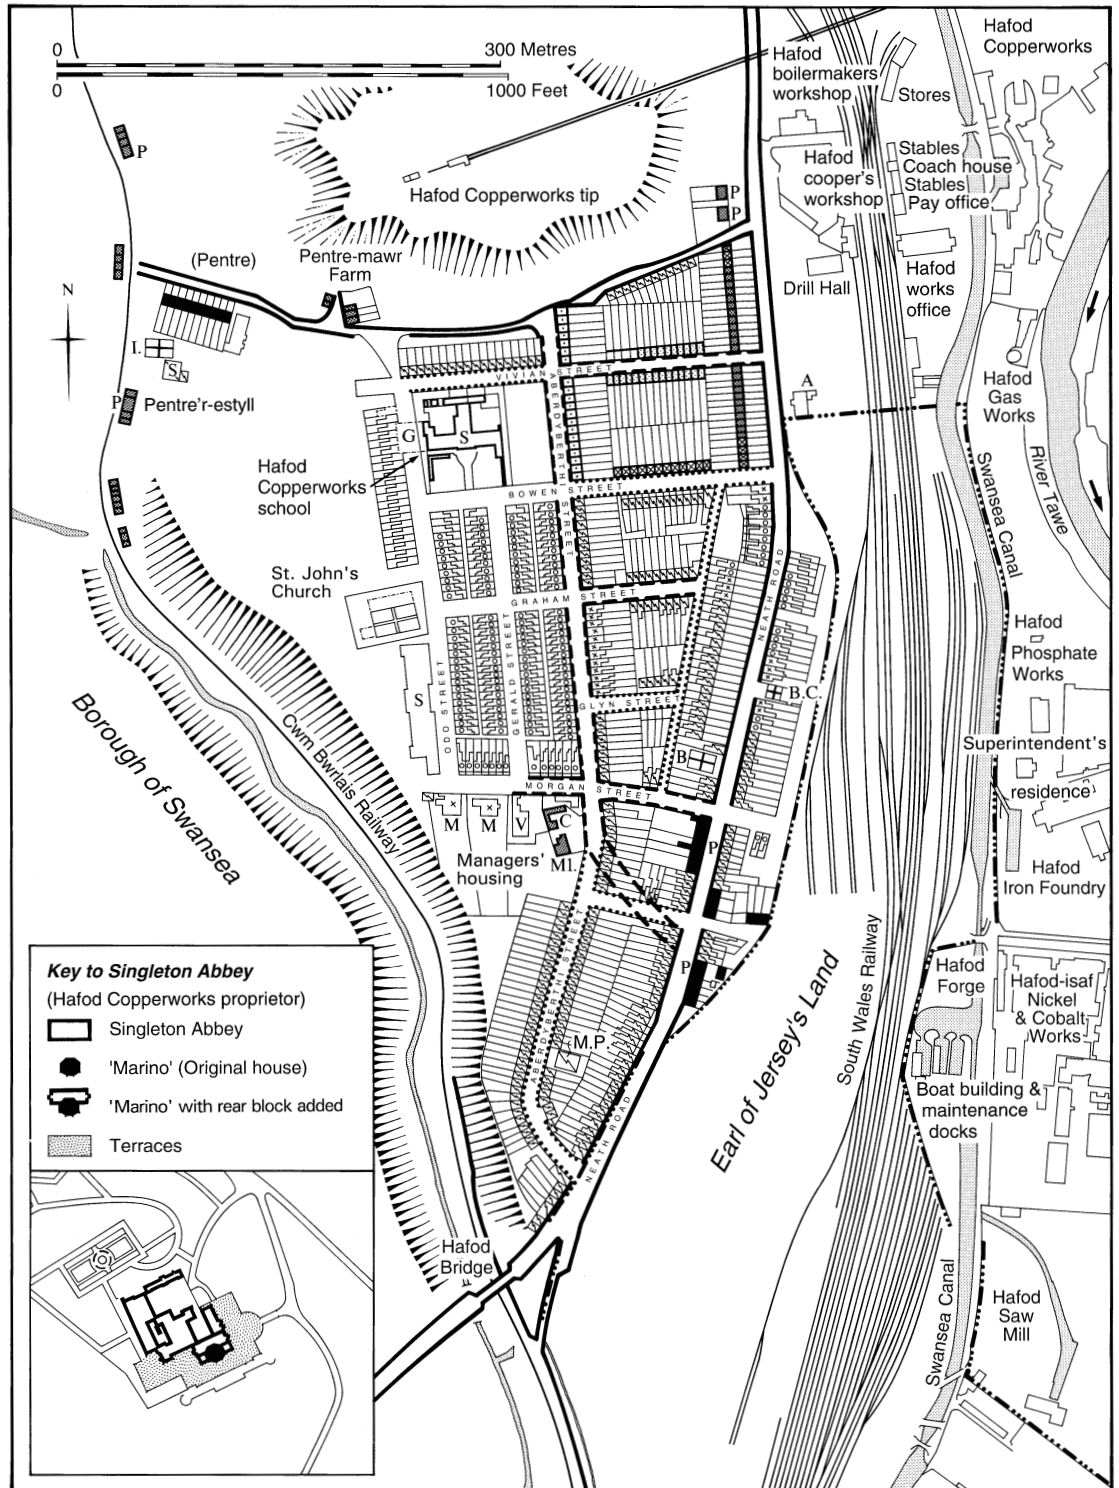 0
300 Metres
0
1000 Feet
Hafod
Copperworks
Hafod
boilermakers
workshop
Stores
P
Stables
Coach house
Stables
Pay office
Hafod
cooper's
workshop
Hafod Copperworks tip
P
P
(Pentre)
Pentre-mawr
Farm
Drill Hall
Hafod
works
office
N
I.
S
P
Pentre'r-estyll
VIVIAN STREET
ABERDYBERTHI STREET
A
Hafod
Gas
Works
River Tawe
Swansea Canal
G
S
Hafod
Copperworks
school
BOWEN STREET
St. John's
Church
GRAHAM STREET
NEATH ROAD
Hafod
Phosphate
Works
S
ODO STREET
GERALD STREET
B.C.
GLYN STREET
B
Superintendent's
residence
Borough of Swansea
Cwm Bwrlais Railway
MORGAN STREET
M
M
V
C
M1.
P
Managers'
housing
Hafod
Iron Foundry
ABERDYBERTHI STREET
P
Earl of Jersey's Land
South Wales Railway
Hafod
Forge
Hafod-isaf
Nickel
& Cobalt
Works
M.P.
Boat building &
maintenance
docks
NEATH ROAD
Key to Singleton Abbey
(Hafod Copperworks proprietor)
Singleton Abbey
'Marino' (Original house)
'Marino' with rear block added
Terraces
Hafod
Bridge
Swansea Canal
Hafod
Saw
Mill